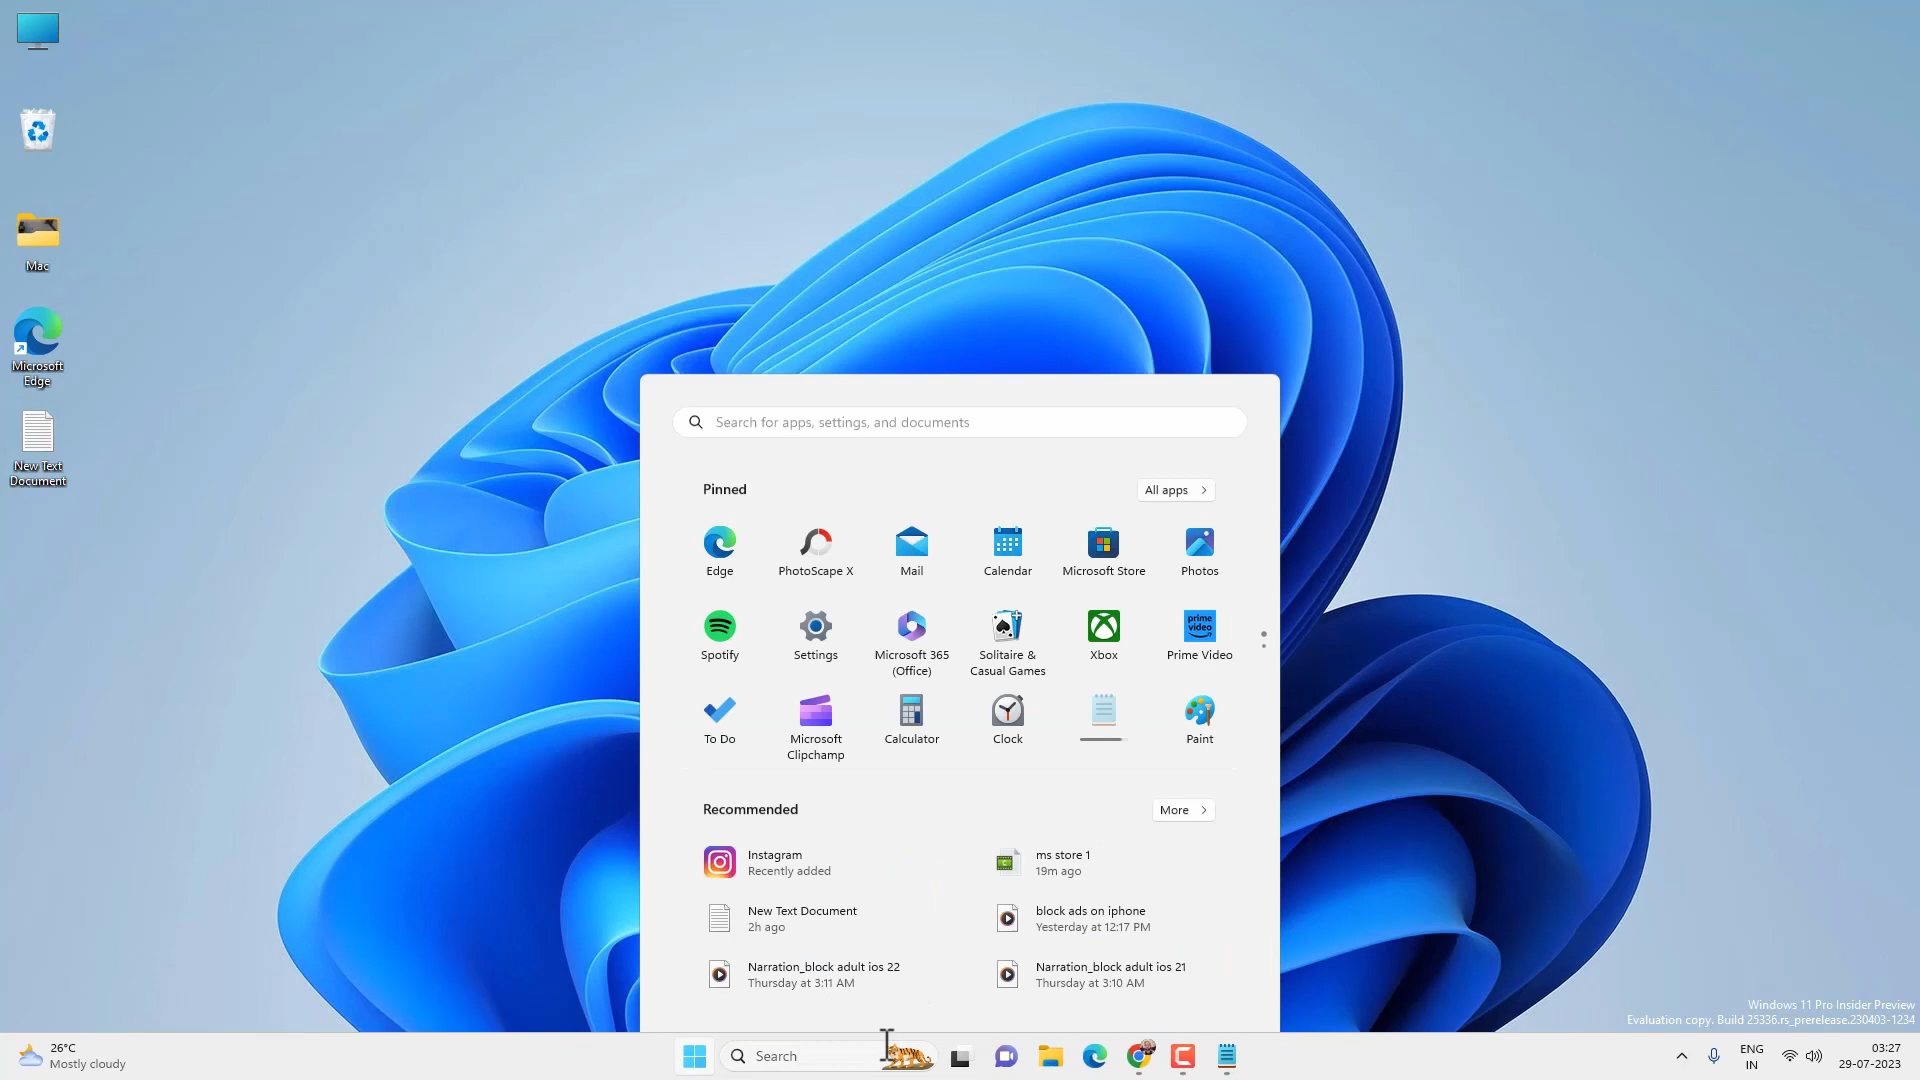 Mac
Microsoft
Edge
New Text
Document
Search for apps, settings, and documents
Pinned
All apps
Edge
PhotoScape X
Mail
Calendar
Microsoft Store
Photos
prime
video
Spotify
Settings
Microsoft 365
(Office)
Solitaire &
Casual Games
Xbox
Prime Video
To Do
Microsoft
Clipchamp
Calculator
Clock
Paint
Recommended
More
Instagram
Recently added
ms store 1
19m ago
New Text Document
2h ago
block ads on iphone
Yesterday at 12:17 PM
Narration_block adult ios 22
Thursday at 3:11 AM
Narration_block adult ios 21
Thursday at 3:10 AM
Windows 11 Pro Insider Preview
Evaluation copy. Build 25336.rs_prerelease.230403-1234
26°C
Mostly cloudy
Search
ENG
IN
03:27
29-07-2023